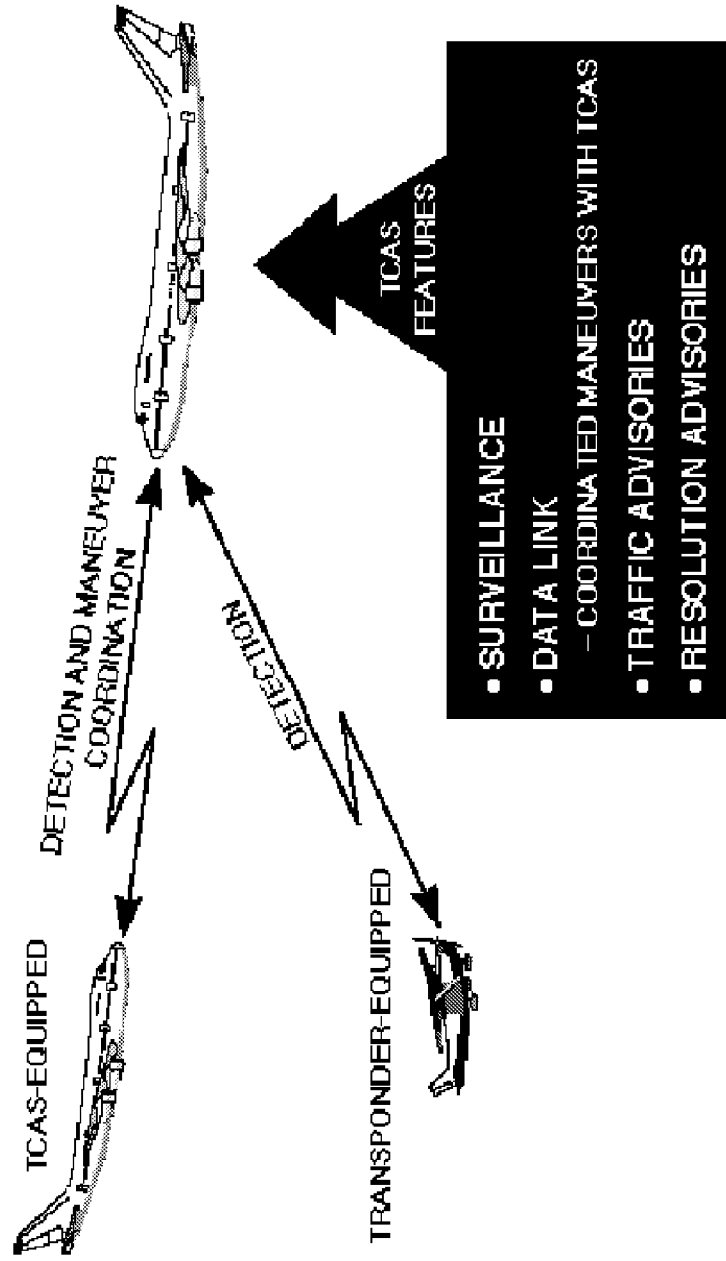 TCAS-EQUIPPED
DETECTION AND MANEUVER
COORDINATION
TRANSPONDER-EQUIPPED
DETECTION
TCAS
FEATURES
• SURVEILLANCE
• DATA LINK
– COORDINATED MANEUVERS WITH TCAS
• TRAFFIC ADVISORIES
• RESOLUTION ADVISORIES